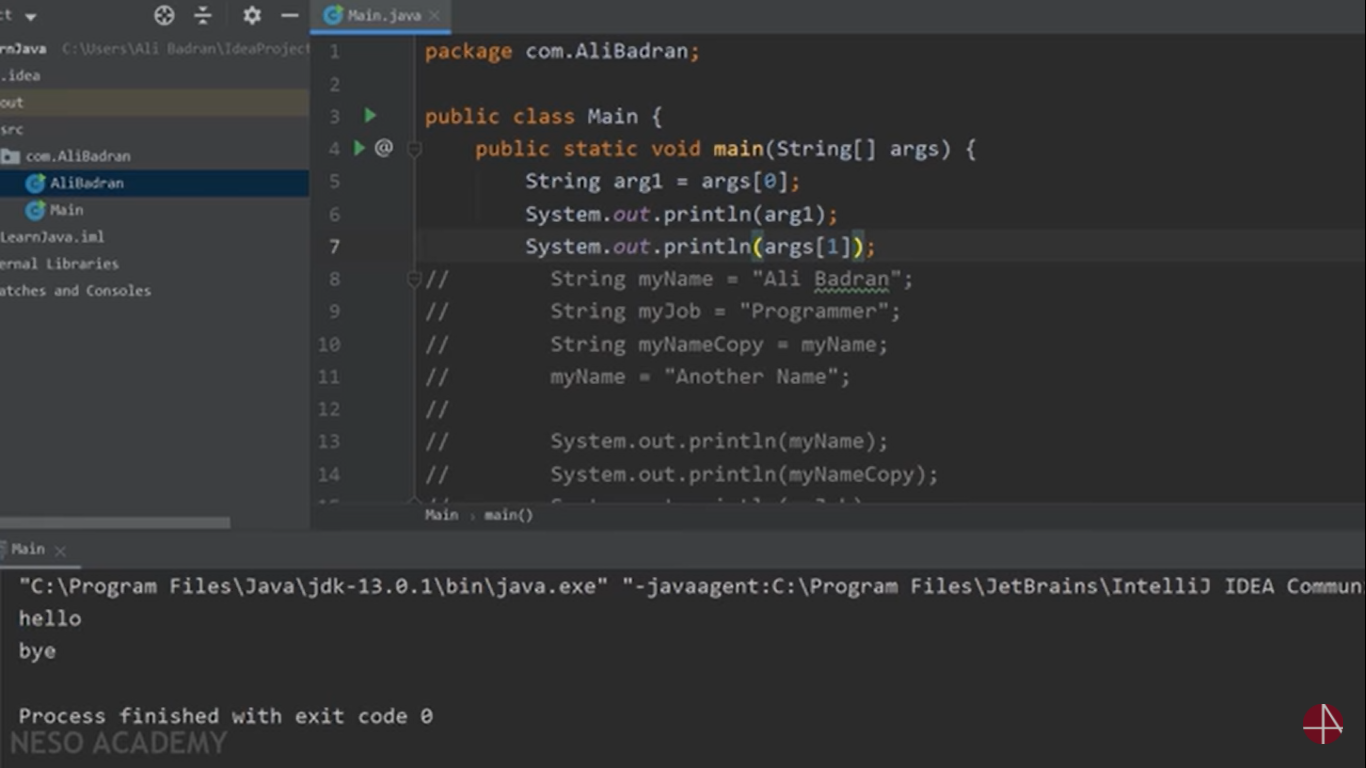 Main.java
rnJava C:\Users\Ali Badran\IdeaProject
.idea
out
src
com.AliBadran
AliBadran
Main
LearnJava.iml
ernal Libraries
atches and Consoles
1 package com.AliBadran;
2
3 public class Main {
4 @ public static void main(String[] args) {
5 String arg1 = args[0];
6 System.out.println(arg1);
7 System.out.println(args[1]);
8 // String myName = "Ali Badran";
9 // String myJob = "Programmer";
10 // String myNameCopy = myName;
11 // myName = "Another Name";
12 //
13 // System.out.println(myName);
14 // System.out.println(myNameCopy);
Main › main()
Main
"C:\Program Files\Java\jdk-13.0.1\bin\java.exe" "-javaagent:C:\Program Files\JetBrains\IntelliJ IDEA Commun
hello
bye
Process finished with exit code 0
NESO ACADEMY